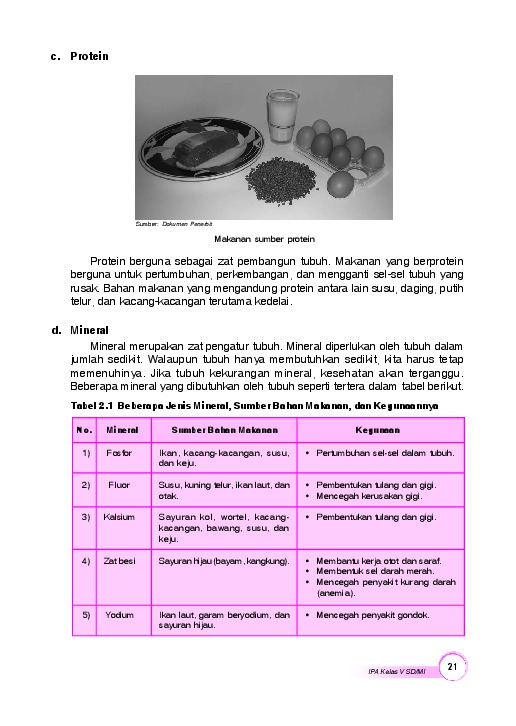 c. Protein
Sumber: Dokumen Penerbit
Makanan sumber protein
Protein berguna sebagai zat pembangun tubuh. Makanan yang berprotein
berguna untuk pertumbuhan, perkembangan, dan mengganti sel-sel tubuh yang
rusak. Bahan makanan yang mengandung protein antara lain susu, daging, putih
telur, dan kacang-kacangan terutama kedelai.
d. Mineral
Mineral merupakan zat pengatur tubuh. Mineral diperlukan oleh tubuh dalam
jumlah sedikit. Walaupun tubuh hanya membutuhkan sedikit, kita harus tetap
memenuhinya. Jika tubuh kekurangan mineral, kesehatan akan terganggu.
Beberapa mineral yang dibutuhkan oleh tubuh seperti tertera dalam tabel berikut.
Tabel 2.1 Beberapa Jenis Mineral, Sumber Bahan Makanan, dan Kegunaannya
No. Mineral Sumber Bahan Makanan Kegunaan
1) Fosfor Ikan, kacang-kacangan, susu, • Pertumbuhan sel-sel dalam tubuh.
dan keju.
2) Fluor Susu, kuning telur, ikan laut, dan • Pembentukan tulang dan gigi.
otak. • Mencegah kerusakan gigi.
3) Kalsium Sayuran kol, wortel, kacang- • Pembentukan tulang dan gigi.
kacangan, bawang, susu, dan
keju.
4) Zat besi Sayuran hijau (bayam, kangkung). • Membantu kerja otot dan saraf.
• Membentuk sel darah merah.
• Mencegah penyakit kurang darah
(anemia).
5) Yodium Ikan laut, garam beryodium, dan • Mencegah penyakit gondok.
sayuran hijau.
IPA Kelas V SD/MI 21